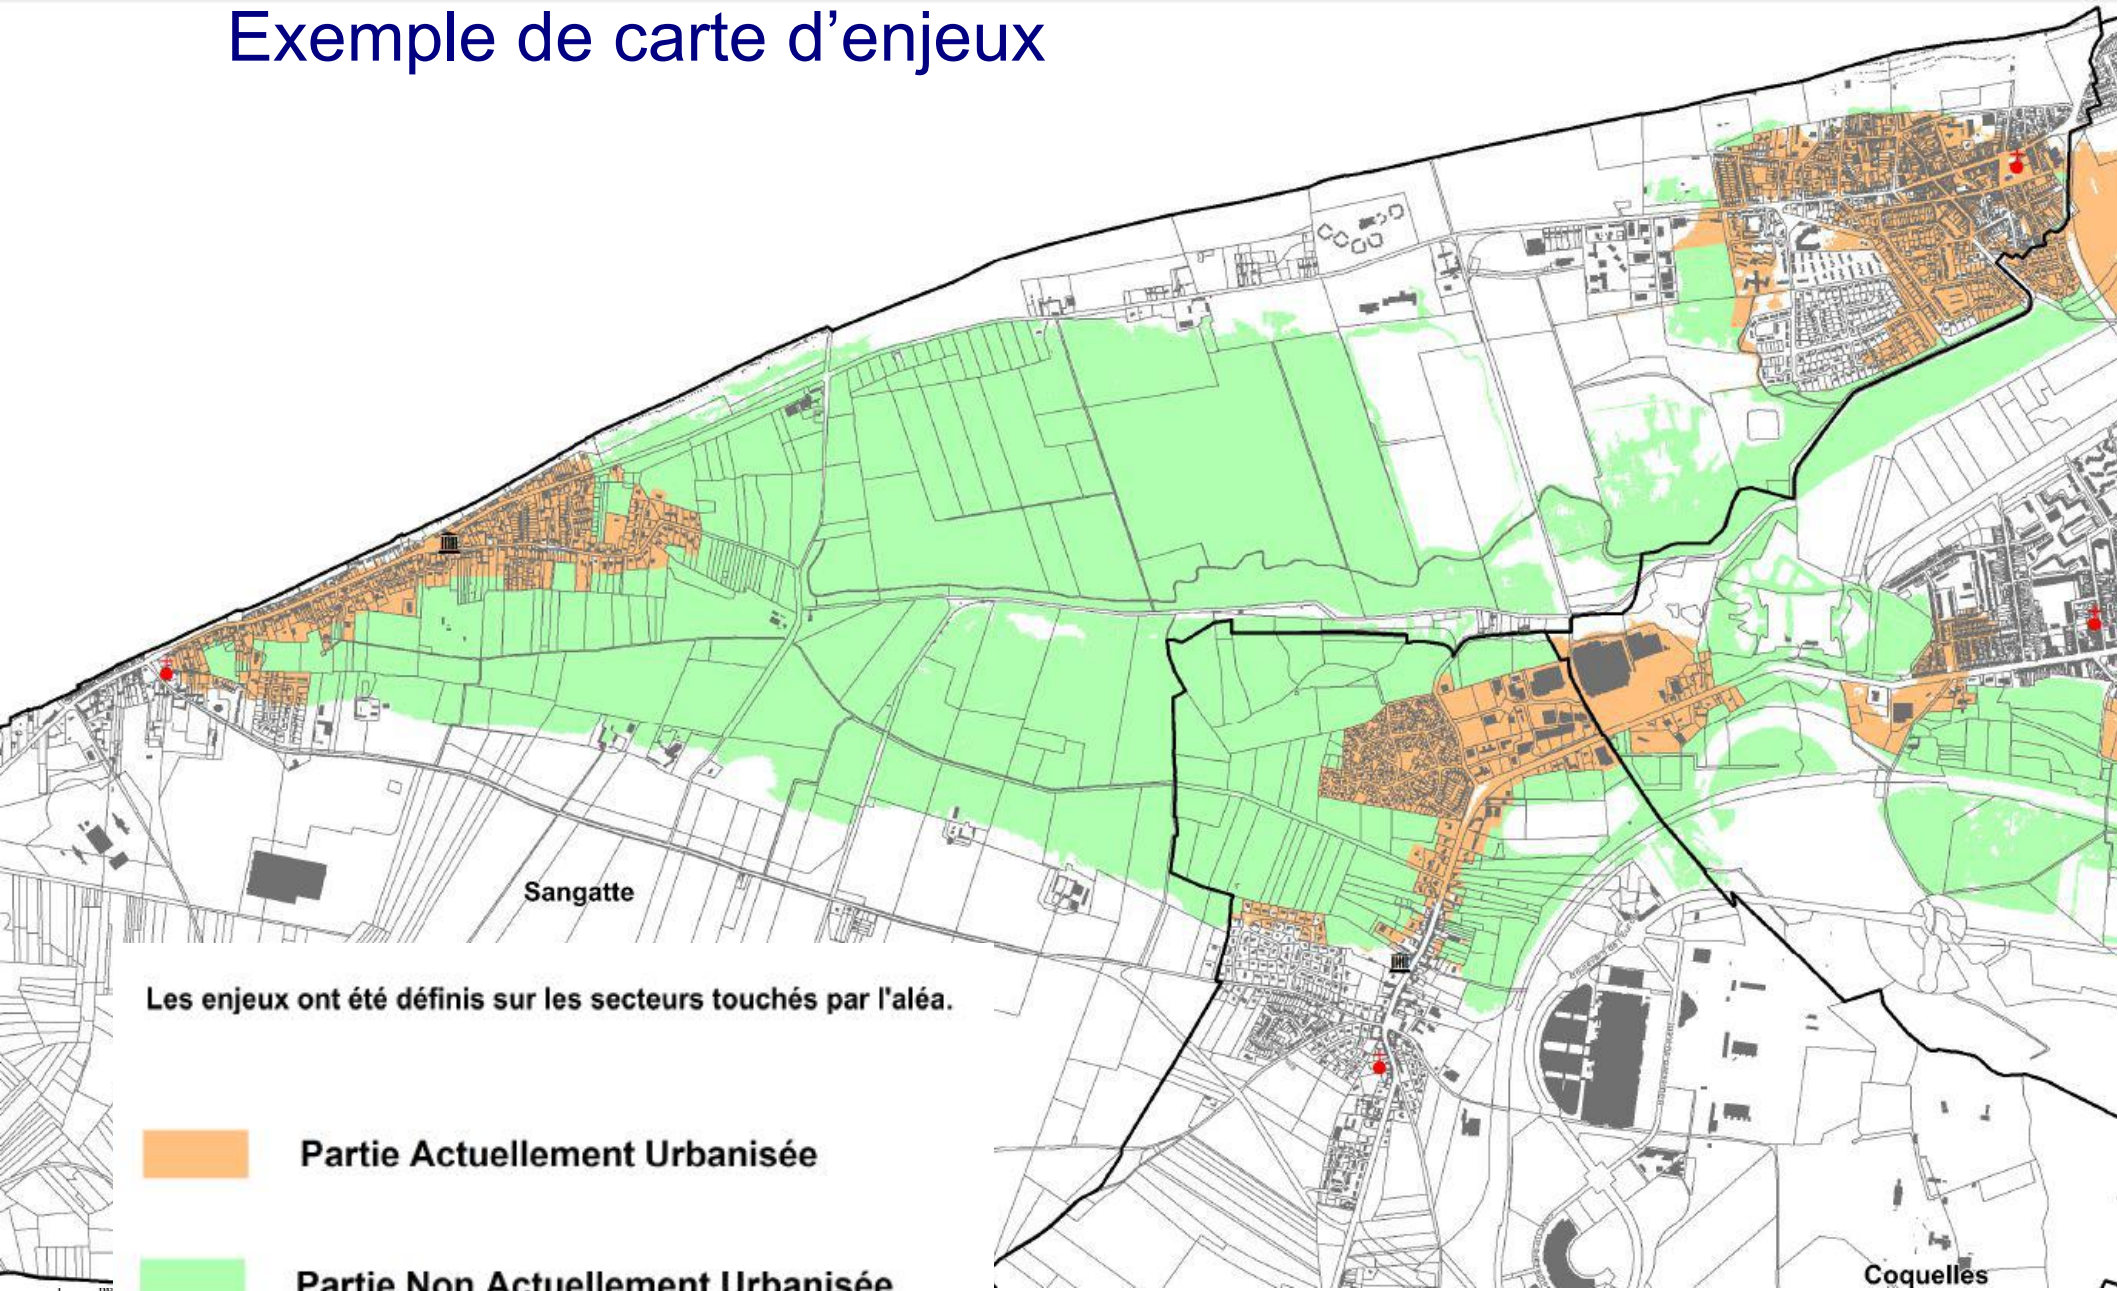 Exemple de carte d'enjeux
Sangatte
Les enjeux ont été définis sur les secteurs touchés par l'aléa.
Partie Actuellement Urbanisée
Partie Non Actuellement Urbanisée
Coquelles